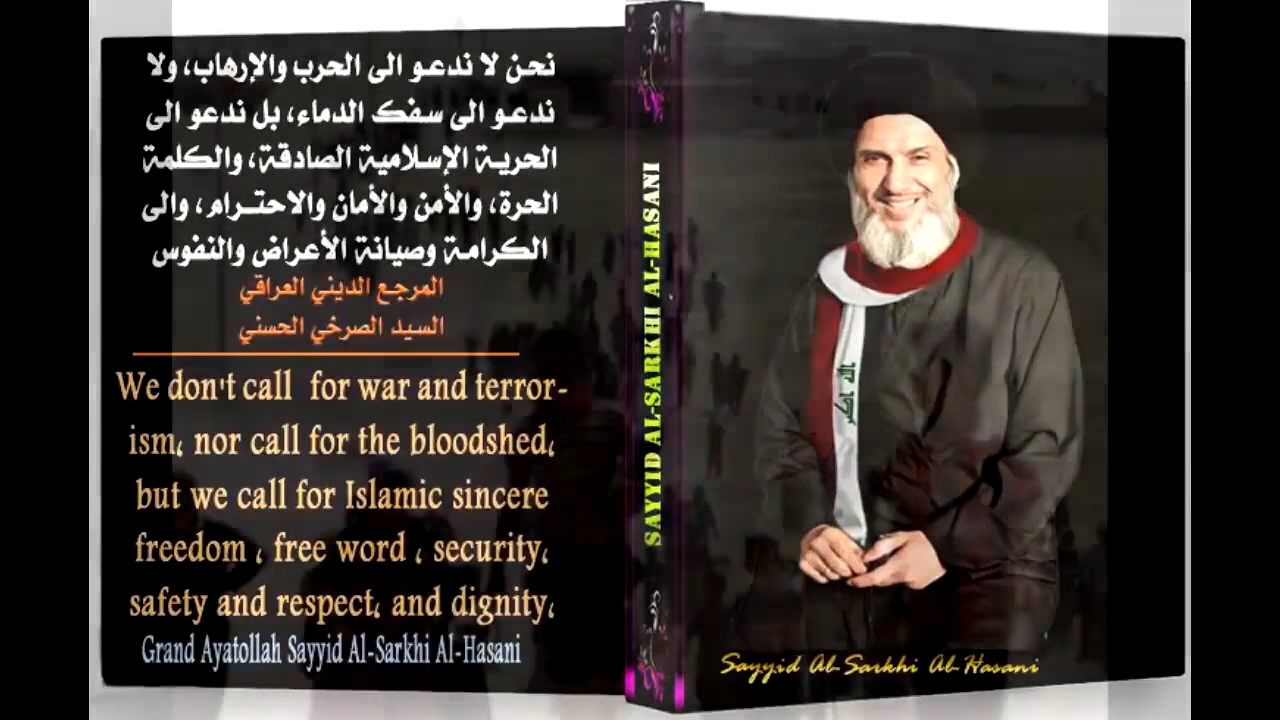 نحن لا ندعو الى الحرب والإرهاب، ولا
ندعو الى سفك الدماء، بل ندعو الى
الحرية الإسلامية الصادقة، والكلمة
الحرة، والأمن والأمان والاحترام، والى
الكرامة وصيانة الأعراض والنفوس
المرجع الديني العراقي
السيد الصرخي الحسني
We don't call for war and terror-
ism، nor call for the bloodshed،
but we call for Islamic sincere
freedom ، free word ، security،
safety and respect، and dignity،
Grand Ayatollah Sayyid Al-Sarkhi Al-Hasani
SAYYID AL-SARKHI AL-HASANI
الله اكبر
Sayyid Al-Sarkhi Al-Hasani